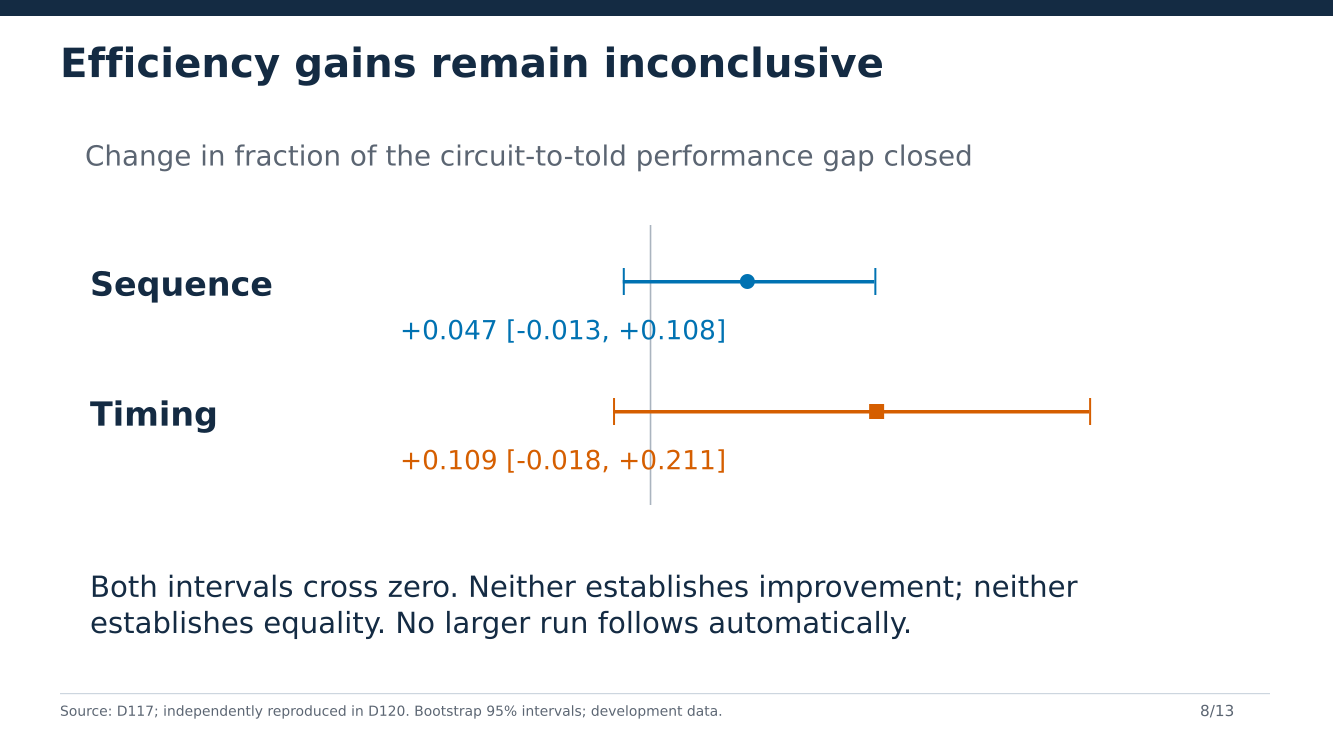 Efficiency gains remain inconclusive
Change in fraction of the circuit-to-told performance gap closed
Sequence
+0.047 [-0.013, +0.108]
Timing
+0.109 [-0.018, +0.211]
Both intervals cross zero. Neither establishes improvement; neither
establishes equality. No larger run follows automatically.
Source: D117; independently reproduced in D120. Bootstrap 95% intervals; development data.
8/13